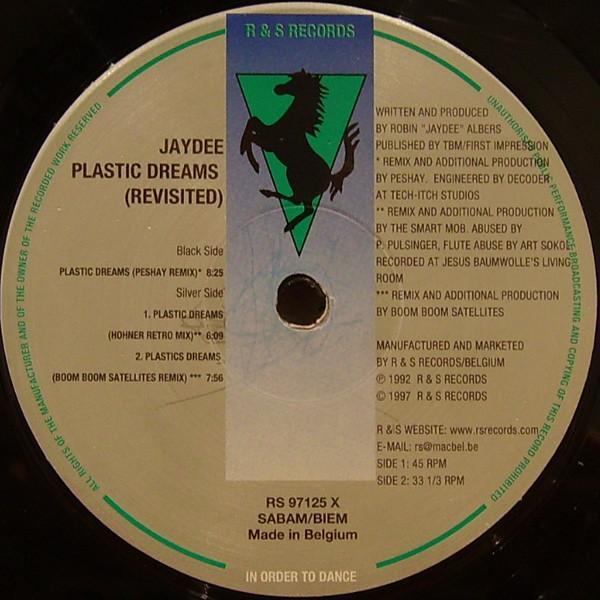 R & S RECORDS
JAYDEE
PLASTIC DREAMS
(REVISITED)
Black Side
PLASTIC DREAMS (PESHAY REMIX)* 8:25
Silver Side
1. PLASTIC DREAMS
(HOHNER RETRO MIX)** 6:09
2. PLASTICS DREAMS
(BOOM BOOM SATELLITES REMIX) *** 7:56
WRITTEN AND PRODUCED
BY ROBIN "JAYDEE" ALBERS
PUBLISHED BY TBM/FIRST IMPRESSION
* REMIX AND ADDITIONAL PRODUCTION
BY PESHAY. ENGINEERED BY DECODER
AT TECH-ITCH STUDIOS
** REMIX AND ADDITIONAL PRODUCTION
BY THE SMART MOB. ABUSED BY
P. PULSINGER, FLUTE ABUSE BY ART SOKOL
RECORDED AT JESUS BAUMWOLLE'S LIVING
ROOM
*** REMIX AND ADDITIONAL PRODUCTION
BY BOOM BOOM SATELLITES
MANUFACTURED AND MARKETED
BY R & S RECORDS/BELGIUM
℗ 1992 R & S RECORDS
© 1997 R & S RECORDS
R & S WEBSITE: www.rsrecords.com
E-MAIL: rs@macbel.be
SIDE 1: 45 RPM
SIDE 2: 33 1/3 RPM
RS 97125 X
SABAM/BIEM
Made in Belgium
ALL RIGHTS OF THE MANUFACTURER AND OF THE OWNER OF THE RECORDED WORK RESERVED
UNAUTHORISED PUBLIC PERFORMANCE BROADCASTING AND COPYING OF THIS RECORD PROHIBITED
IN ORDER TO DANCE